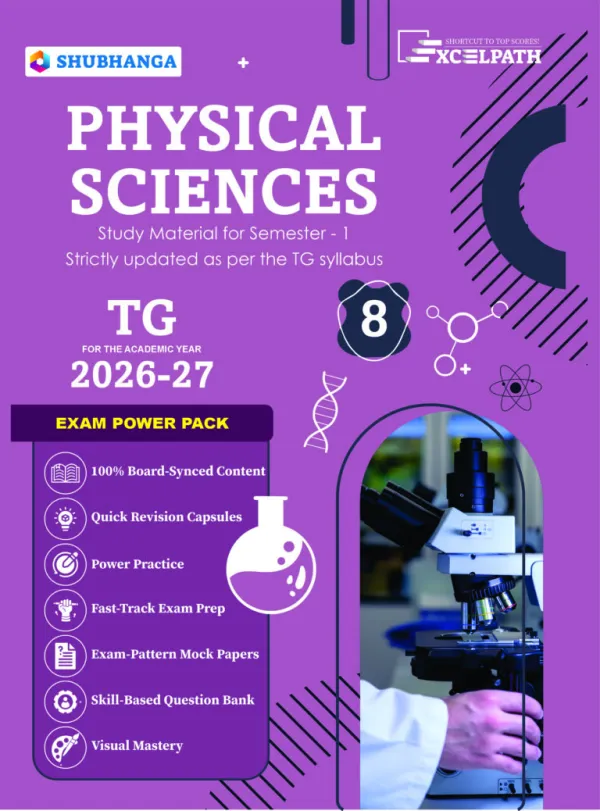 SHUBHANGA
SHORTCUT TO TOP SCORES!
EXCELPATH
PHYSICAL
SCIENCES
Study Material for Semester - 1
Strictly updated as per the TG syllabus
TG
FOR THE ACADEMIC YEAR
2026-27
8
EXAM POWER PACK
100% Board-Synced Content
Quick Revision Capsules
Power Practice
Fast-Track Exam Prep
Exam-Pattern Mock Papers
Skill-Based Question Bank
Visual Mastery